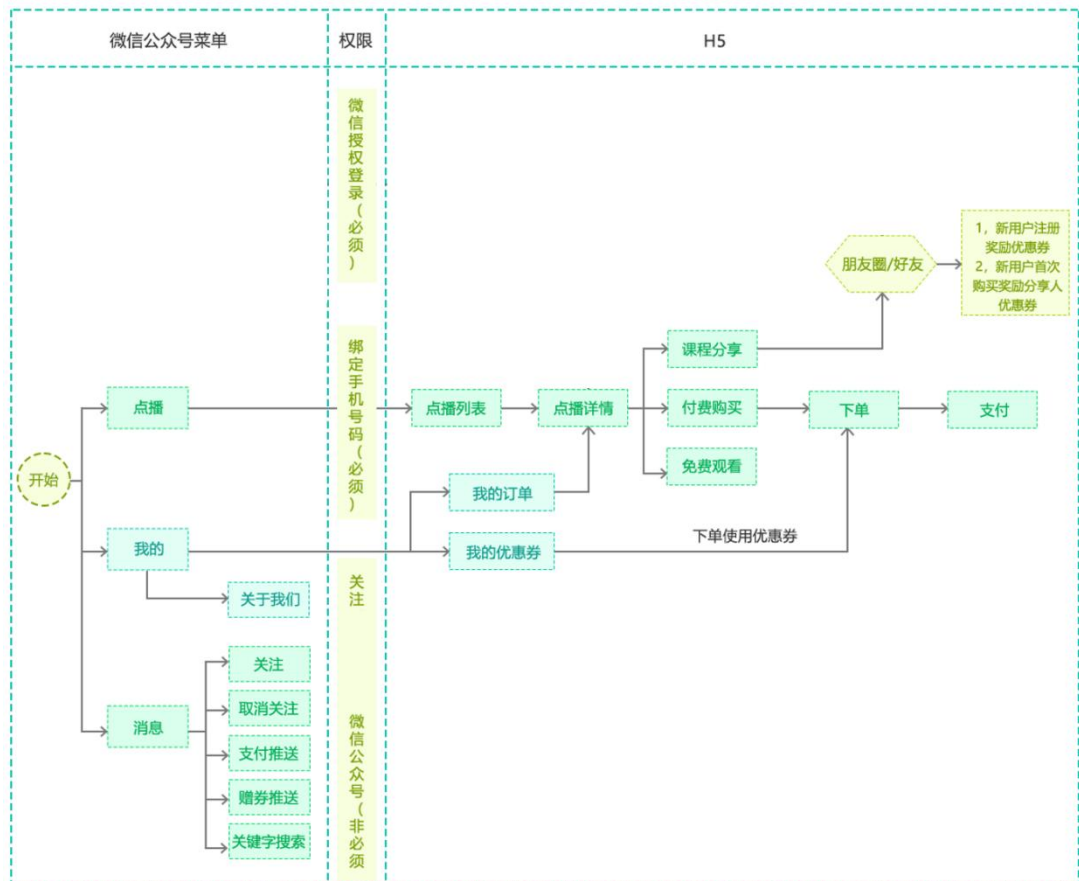 微信公众号菜单
权限
H5
微信授权登录(必须)
绑定手机号码(必须)
关注
微信公众号(非必须
开始
点播
我的
关于我们
消息
关注
取消关注
支付推送
赠券推送
关键字搜索
点播列表
点播详情
我的订单
我的优惠券
课程分享
付费购买
免费观看
朋友圈/好友
1，新用户注册
奖励优惠券
2，新用户首次
购买奖励分享人
优惠券
下单
支付
下单使用优惠券